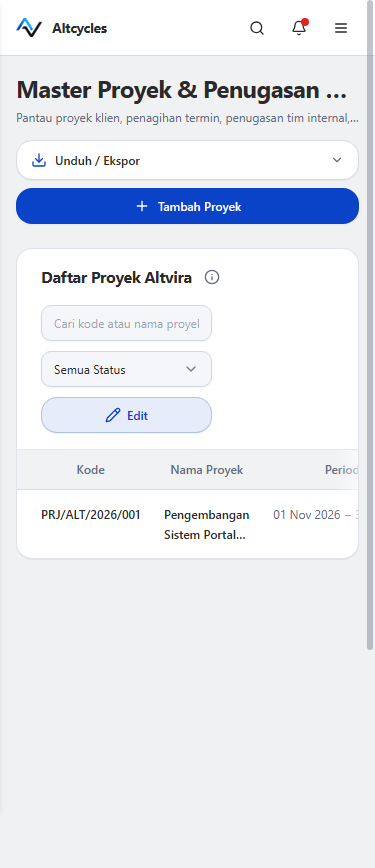 Altcycles
Master Proyek & Penugasan ...
Pantau proyek klien, penagihan termin, penugasan tim internal,...
Unduh / Ekspor
Tambah Proyek
Daftar Proyek Altvira
Cari kode atau nama proyek
Semua Status
Edit
Kode Nama Proyek Period
PRJ/ALT/2026/001 Pengembangan 01 Nov 2026 –
Sistem Portal...